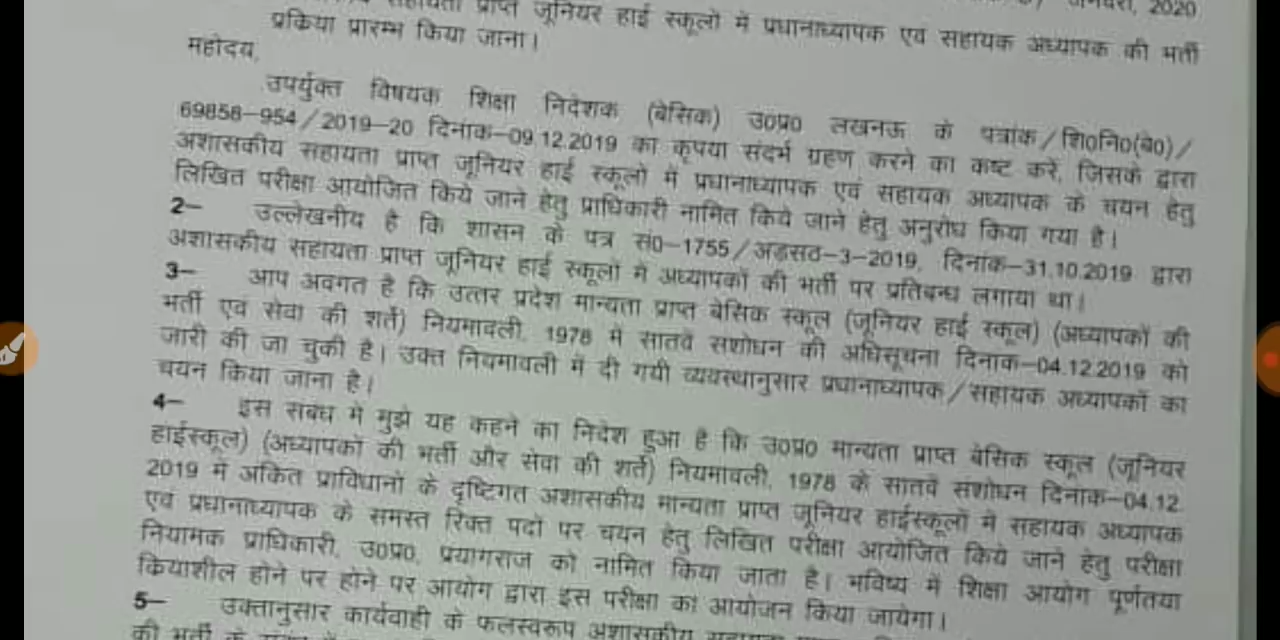 सहायता प्राप्त जूनियर हाई स्कूलों में प्रधानाध्यापक एवं सहायक अध्यापक की भर्ती
प्रक्रिया प्रारम्भ किया जाना।
जनवरी, 2020
महोदय,
उपर्युक्त विषयक शिक्षा निदेशक (बेसिक) उ0प्र0 लखनऊ के पत्रांक/शि0नि0(बे0)/
69858-954/2019-20 दिनांक-09.12.2019 का कृपया संदर्भ ग्रहण करने का कष्ट करें, जिसके द्वारा
अशासकीय सहायता प्राप्त जूनियर हाई स्कूलों में प्रधानाध्यापक एवं सहायक अध्यापक के चयन हेतु
लिखित परीक्षा आयोजित किये जाने हेतु प्राधिकारी नामित किये जाने हेतु अनुरोध किया गया है।
2- उल्लेखनीय है कि शासन के पत्र सं0-1755/अड़सठ-3-2019, दिनांक-31.10.2019 द्वारा
अशासकीय सहायता प्राप्त जूनियर हाई स्कूलों में अध्यापकों की भर्ती पर प्रतिबन्ध लगाया था।
3- आप अवगत है कि उत्तर प्रदेश मान्यता प्राप्त बेसिक स्कूल (जूनियर हाई स्कूल) (अध्यापकों की
भर्ती एवं सेवा की शर्ते) नियमावली, 1978 में सातवें संशोधन की अधिसूचना दिनांक-04.12.2019 को
जारी की जा चुकी है। उक्त नियमावली में दी गयी व्यवस्थानुसार प्रधानाध्यापक/सहायक अध्यापकों का
चयन किया जाना है।
4- इस संबंध में मुझे यह कहने का निदेश हुआ है कि उ0प्र0 मान्यता प्राप्त बेसिक स्कूल (जूनियर
हाईस्कूल) (अध्यापकों की भर्ती और सेवा की शर्ते) नियमावली, 1978 के सातवें संशोधन दिनांक-04.12.
2019 में अंकित प्राविधानों के दृष्टिगत अशासकीय मान्यता प्राप्त जूनियर हाईस्कूलों में सहायक अध्यापक
एवं प्रधानाध्यापक के समस्त रिक्त पदों पर चयन हेतु लिखित परीक्षा आयोजित किये जाने हेतु परीक्षा
नियामक प्राधिकारी, उ0प्र0, प्रयागराज को नामित किया जाता है। भविष्य में शिक्षा आयोग पूर्णतया
क्रियाशील होने पर होने पर आयोग द्वारा इस परीक्षा का आयोजन किया जायेगा।
5- उक्तानुसार कार्यवाही के फलस्वरूप अशासकीय सहायता
की भर्ती के